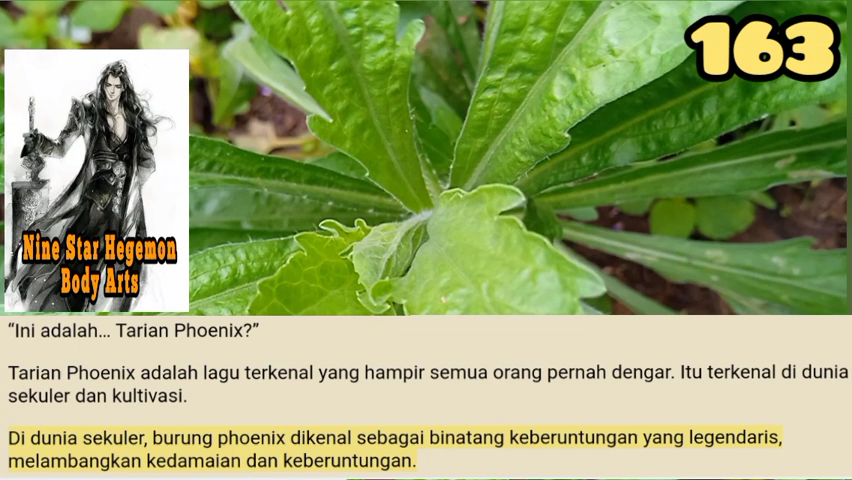 163
Nine Star Hegemon
Body Arts
“Ini adalah... Tarian Phoenix?”
Tarian Phoenix adalah lagu terkenal yang hampir semua orang pernah dengar. Itu terkenal di dunia
sekuler dan kultivasi.
Di dunia sekuler, burung phoenix dikenal sebagai binatang keberuntungan yang legendaris,
melambangkan kedamaian dan keberuntungan.